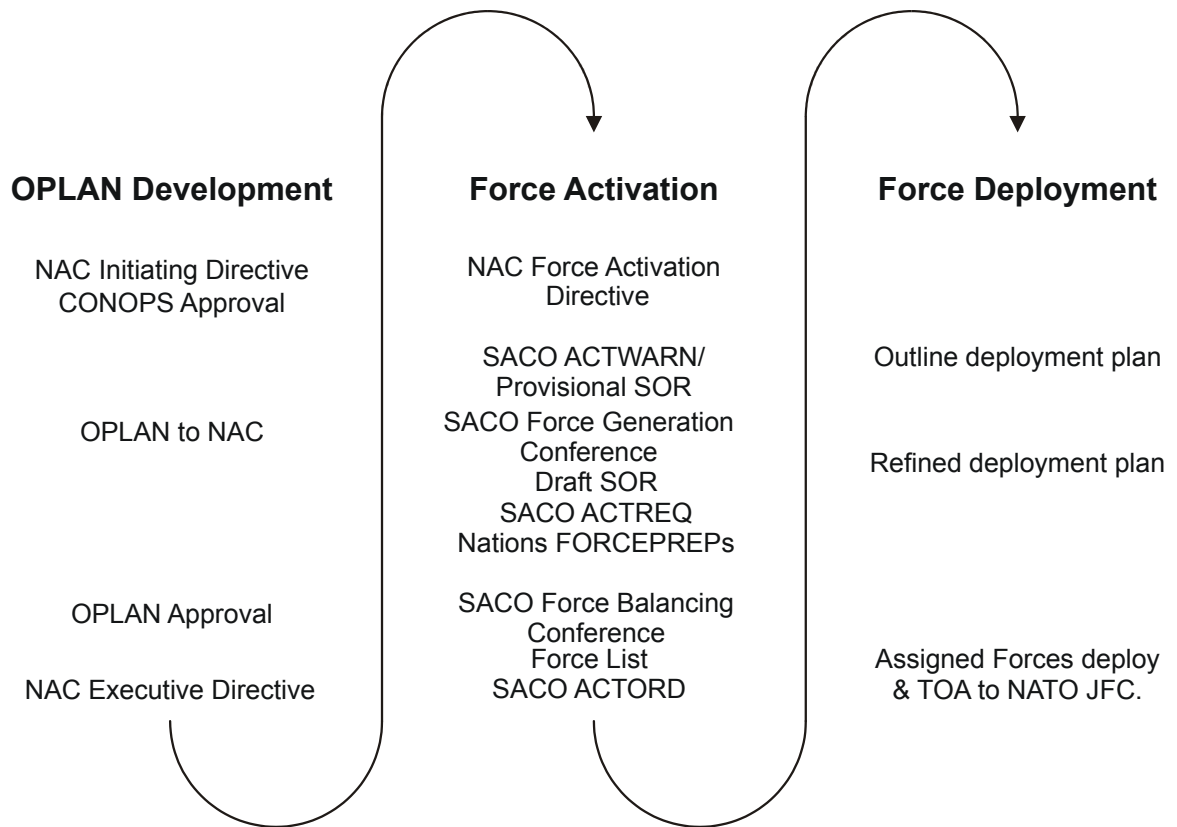 OPLAN Development
NAC Initiating Directive
CONOPS Approval
OPLAN to NAC
OPLAN Approval
NAC Executive Directive
Force Activation
NAC Force Activation
Directive
SACO ACTWARN/
Provisional SOR
SACO Force Generation
Conference
Draft SOR
SACO ACTREQ
Nations FORCEPREPs
SACO Force Balancing
Conference
Force List
SACO ACTORD
Force Deployment
Outline deployment plan
Refined deployment plan
Assigned Forces deploy
& TOA to NATO JFC.